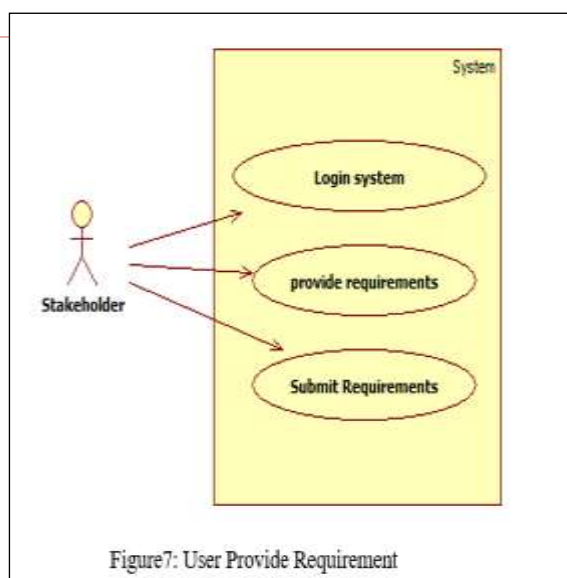 System
Login system
provide requirements
Stakeholder
Submit Requirements
Figure7: User Provide Requirement